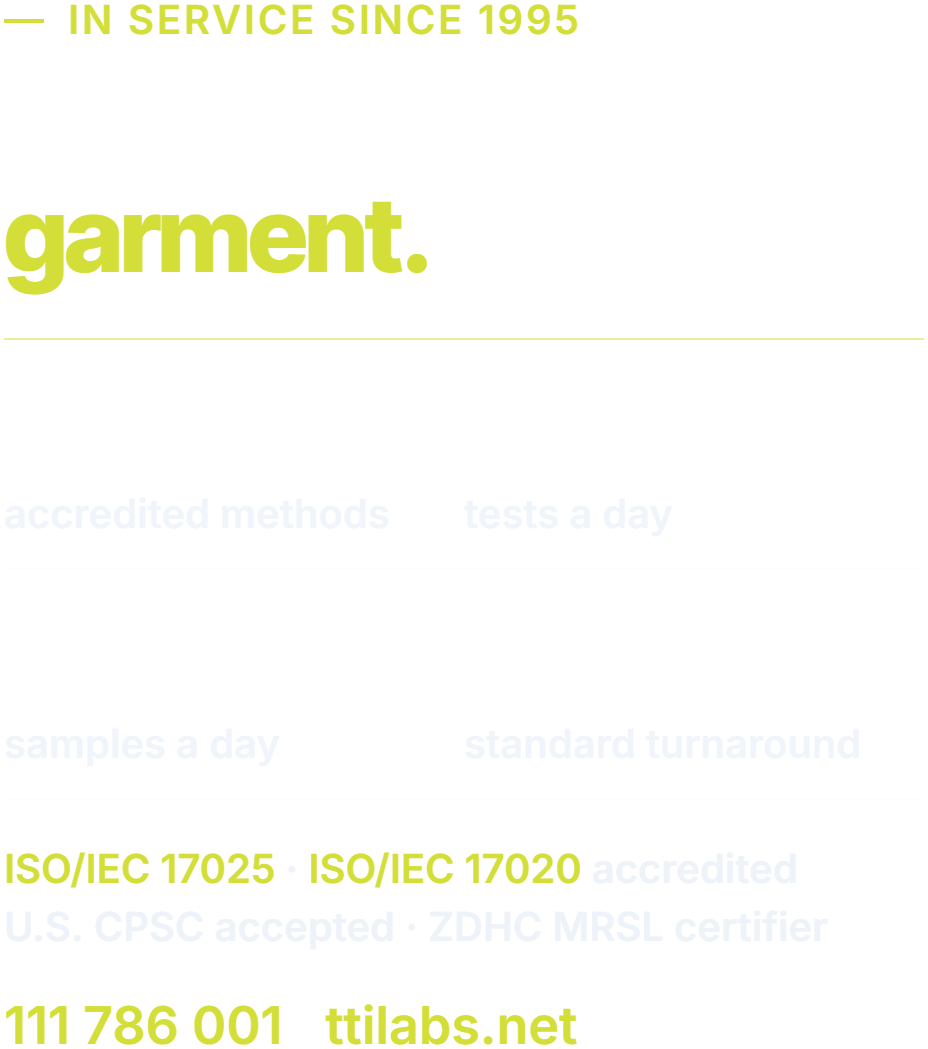 — IN SERVICE SINCE 1995
garment.
accredited methods tests a day
samples a day standard turnaround
ISO/IEC 17025 · ISO/IEC 17020 accredited
U.S. CPSC accepted · ZDHC MRSL certifier
111 786 001 ttilabs.net